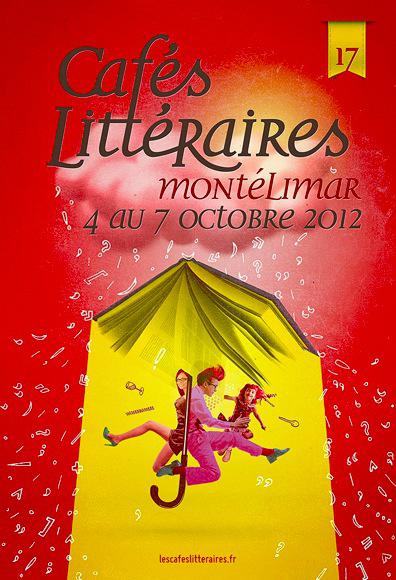 17
Cafés
Littéraires
montéLimar
4 au 7 octobre 2012
lescafeslitteraires.fr